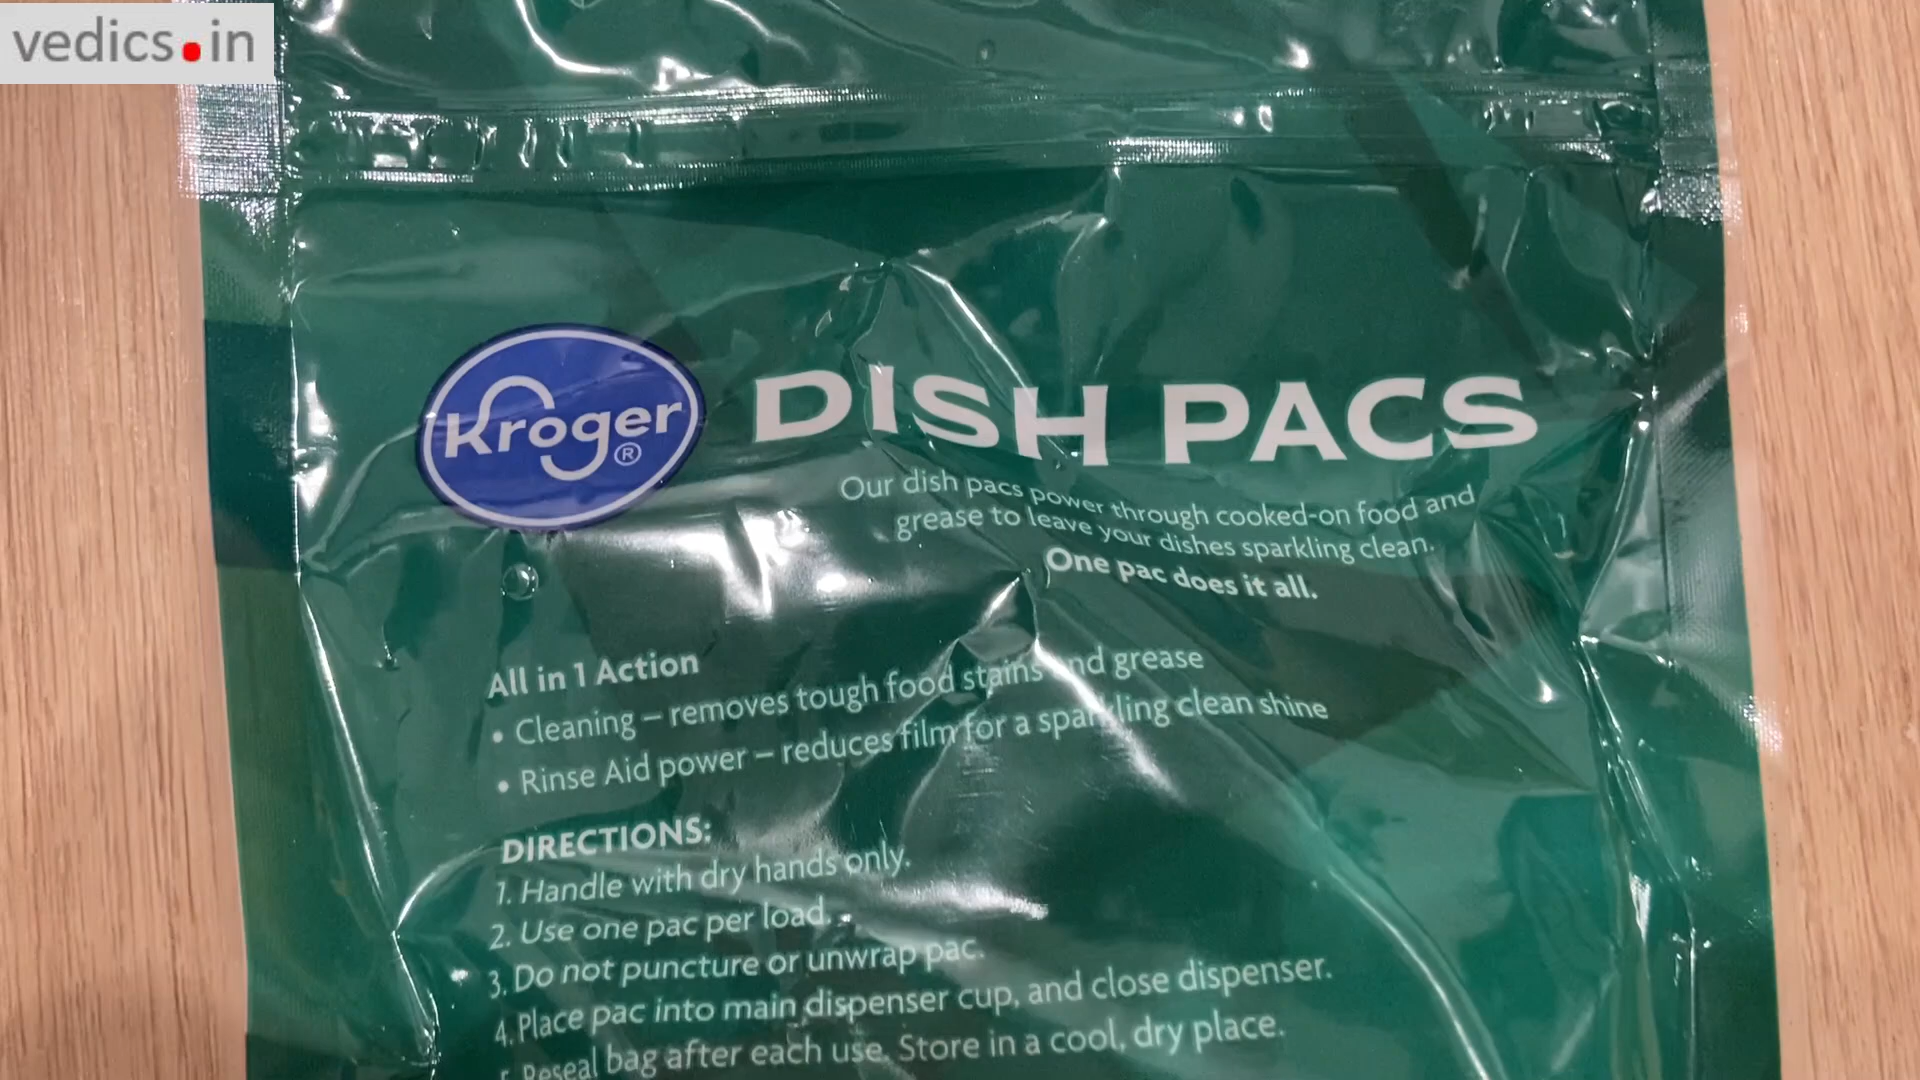 vedics.in
Kroger®
DISH PACS
Our dish pacs power through cooked-on food and
grease to leave your dishes sparkling clean.
One pac does it all.
All in 1 Action
• Cleaning – removes tough food stains and grease
• Rinse Aid power – reduces film for a sparkling clean shine
DIRECTIONS:
1. Handle with dry hands only.
2. Use one pac per load.
3. Do not puncture or unwrap pac.
4. Place pac into main dispenser cup, and close dispenser.
5. Reseal bag after each use. Store in a cool, dry place.